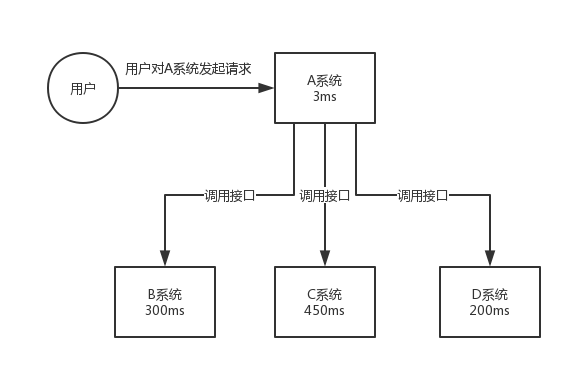 用户对A系统发起请求
用户
A系统
3ms
调用接口
调用接口
调用接口
B系统
300ms
C系统
450ms
D系统
200ms